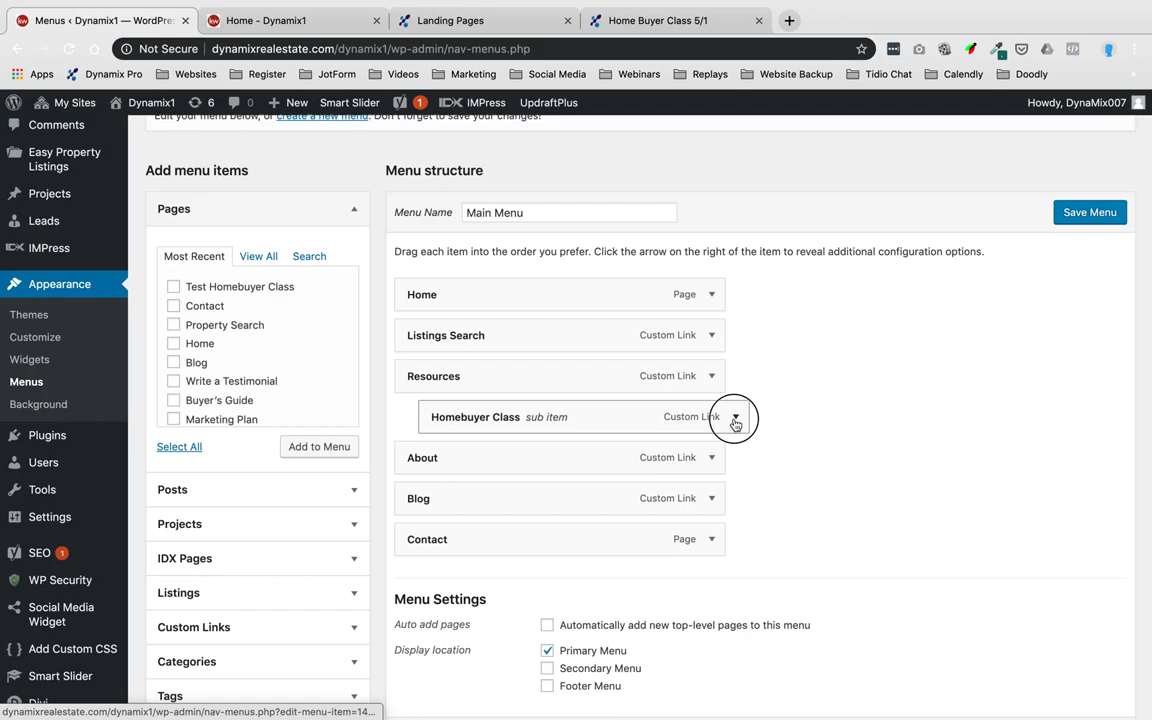 Menus ‹ Dynamix1 — WordPress
Home - Dynamix1
Landing Pages
Home Buyer Class 5/1
Not Secure
dynamixrealestate.com/dynamix1/wp-admin/nav-menus.php
Apps
Dynamix Pro
Websites
Register
JotForm
Videos
Marketing
Social Media
Webinars
Replays
Website Backup
Tidio Chat
Calendly
Doodly
My Sites
Dynamix1
6
0
New
Smart Slider
1
IDX IMPress
UpdraftPlus
Howdy, DynaMix007
Comments
Easy Property
Listings
Projects
Leads
IMPress
Appearance
Themes
Customize
Widgets
Menus
Background
Plugins
Users
Tools
Settings
SEO 1
WP Security
Social Media
Widget
Add Custom CSS
Smart Slider
Divi
Edit your menu below, or create a new menu. Don't forget to save your changes!
Add menu items
Pages
Most Recent
View All
Search
Test Homebuyer Class
Contact
Property Search
Home
Blog
Write a Testimonial
Buyer's Guide
Marketing Plan
Select All
Add to Menu
Posts
Projects
IDX Pages
Listings
Custom Links
Categories
Tags
Menu structure
Menu Name
Main Menu
Save Menu
Drag each item into the order you prefer. Click the arrow on the right of the item to reveal additional configuration options.
Home Page
Listings Search Custom Link
Resources Custom Link
Homebuyer Class sub item Custom Link
About Custom Link
Blog Custom Link
Contact Page
Menu Settings
Auto add pages
Automatically add new top-level pages to this menu
Display location
Primary Menu
Secondary Menu
Footer Menu
dynamixrealestate.com/dynamix1/wp-admin/nav-menus.php?edit-menu-item=14...